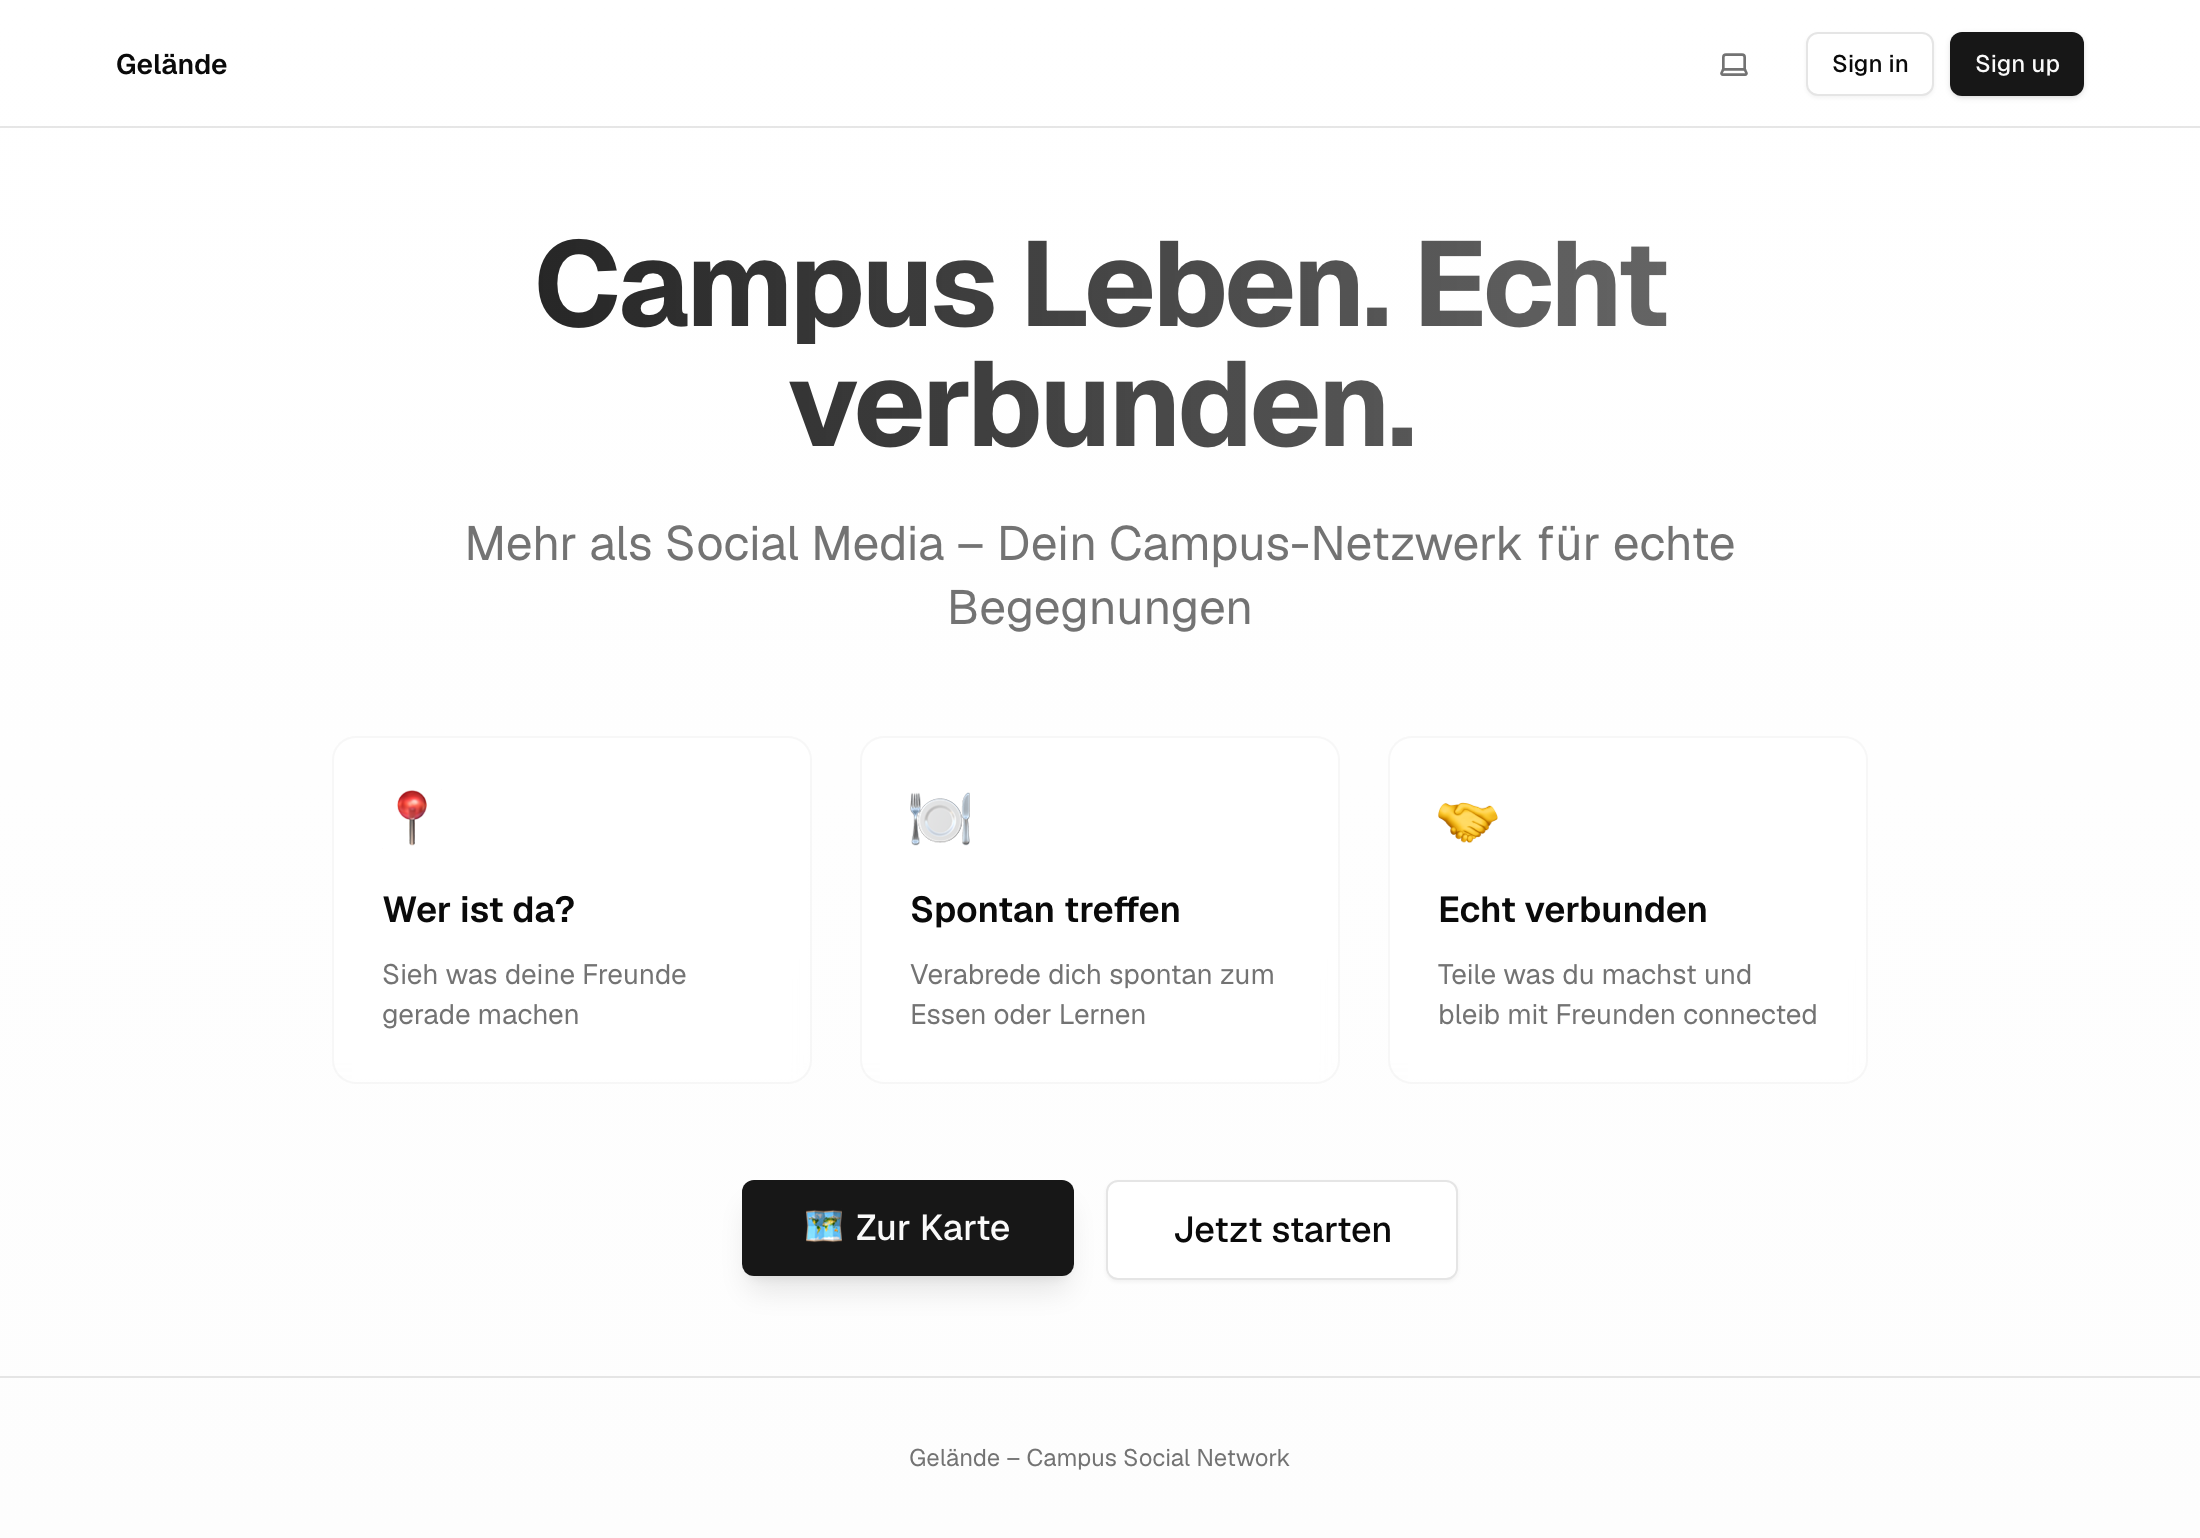 Gelände
Sign in
Sign up
Campus Leben. Echt
verbunden.
Mehr als Social Media – Dein Campus-Netzwerk für echte
Begegnungen
Wer ist da?
Sieh was deine Freunde
gerade machen
Spontan treffen
Verabrede dich spontan zum
Essen oder Lernen
Echt verbunden
Teile was du machst und
bleib mit Freunden connected
Zur Karte
Jetzt starten
Gelände – Campus Social Network